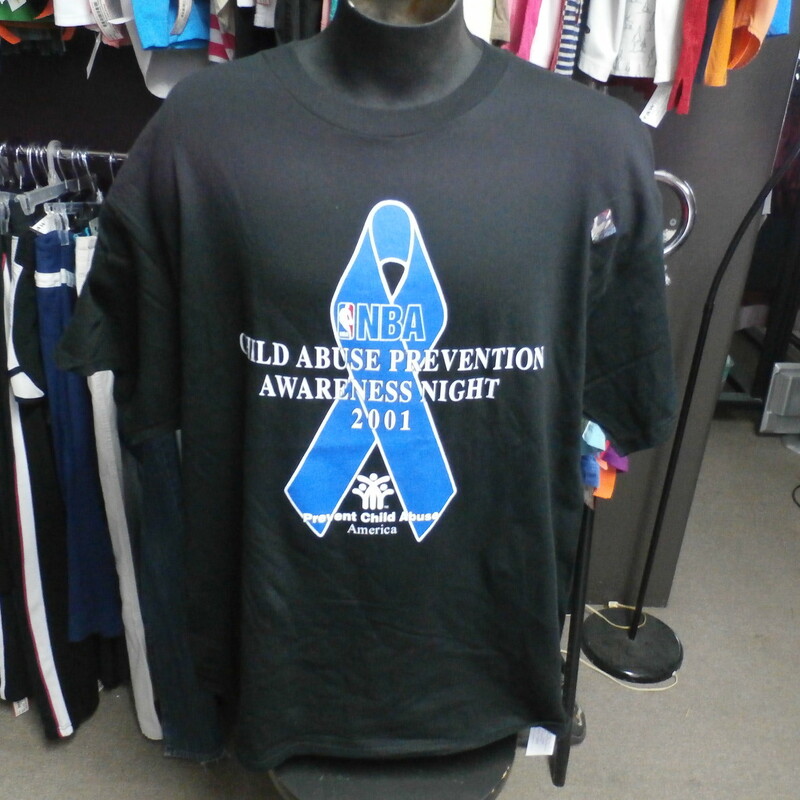 NBA
CHILD ABUSE PREVENTION
AWARENESS NIGHT
2001
Prevent Child Abuse
America